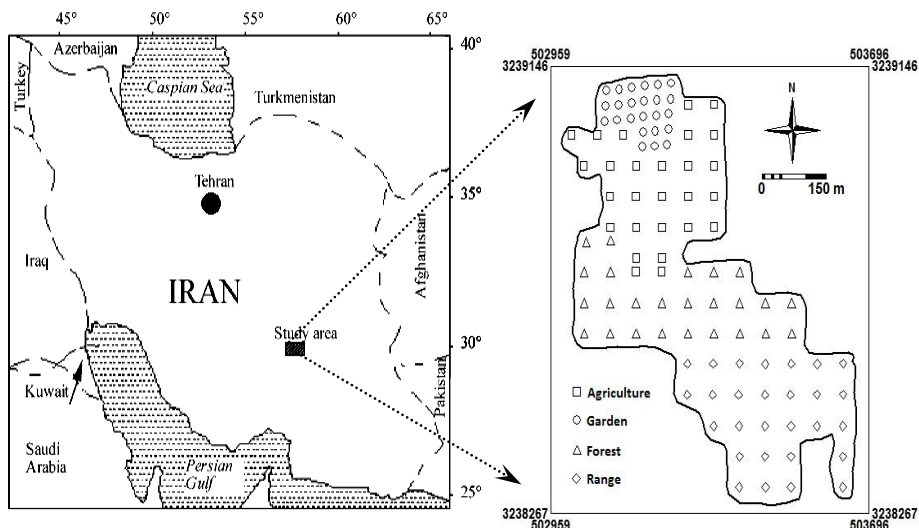 45°
50°
55°
60°
65°
40°
35°
30°
25°
Azerbaijan
Turkey
Caspian Sea
Turkmenistan
Tehran
Iraq
IRAN
Afghanistan
Study area
Kuwait
Pakistan
Saudi
Arabia
Persian
Gulf
502959
503696
3239146
3239146
N
0 150 m
Agriculture
Garden
Forest
Range
3238267
3238267
502959
503696